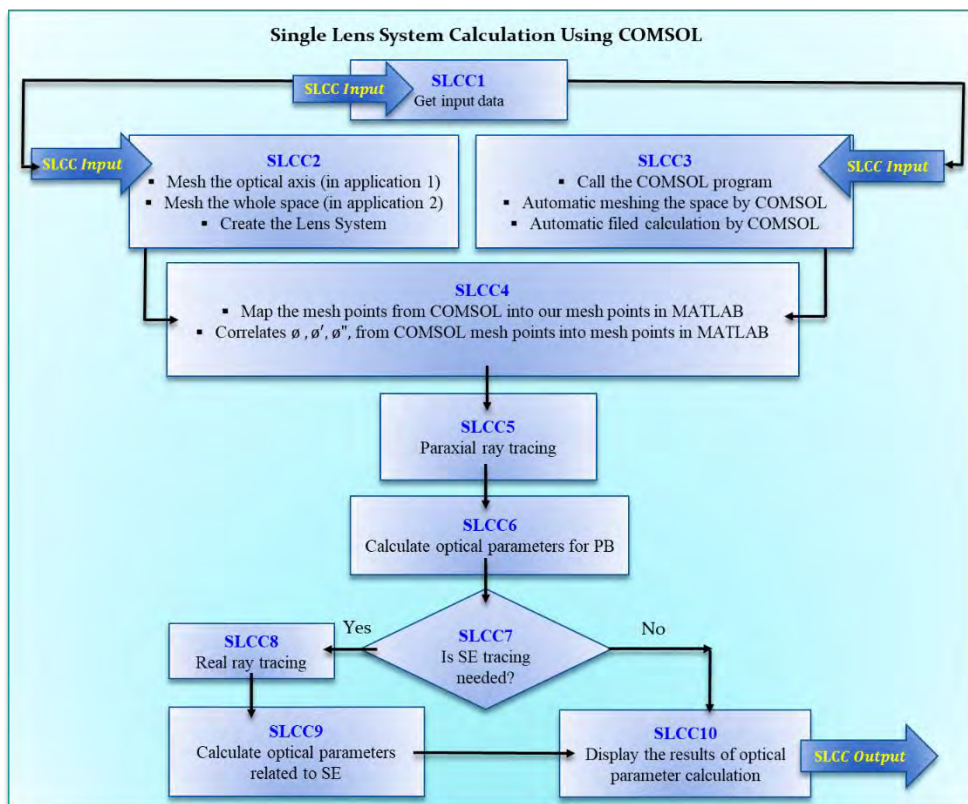 Single Lens System Calculation Using COMSOL
SLCC Input
SLCC1
Get input data
SLCC Input
SLCC2
▪ Mesh the optical axis (in application 1)
▪ Mesh the whole space (in application 2)
▪ Create the Lens System
SLCC3
▪ Call the COMSOL program
▪ Automatic meshing the space by COMSOL
▪ Automatic filed calculation by COMSOL
SLCC Input
SLCC4
▪ Map the mesh points from COMSOL into our mesh points in MATLAB
▪ Correlates ø , ø', ø", from COMSOL mesh points into mesh points in MATLAB
SLCC5
Paraxial ray tracing
SLCC6
Calculate optical parameters for PB
SLCC7
Is SE tracing
needed?
Yes
No
SLCC8
Real ray tracing
SLCC9
Calculate optical parameters
related to SE
SLCC10
Display the results of optical
parameter calculation
SLCC Output